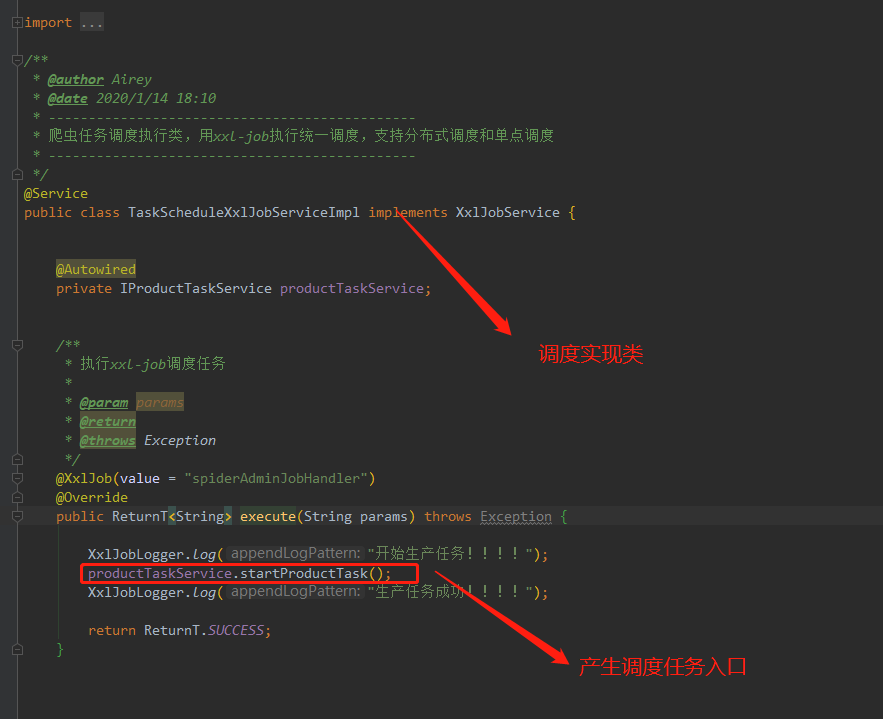 import ...
/**
* @author Airey
* @date 2020/1/14 18:10
* ----------------------------------------------
* 爬虫任务调度执行类，用xxl-job执行统一调度，支持分布式调度和单点调度
* ----------------------------------------------
*/
@Service
public class TaskScheduleXxlJobServiceImpl implements XxlJobService {
@Autowired
private IProductTaskService productTaskService;
调度实现类
/**
* 执行xxl-job调度任务
*
* @param params
* @return
* @throws Exception
*/
@XxlJob(value = "spiderAdminJobHandler")
@Override
public ReturnT<String> execute(String params) throws Exception {
XxlJobLogger.log( appendLogPattern: "开始生产任务！！！！");
productTaskService.startProductTask();
XxlJobLogger.log( appendLogPattern: "生产任务成功！！！！");
return ReturnT.SUCCESS;
}
产生调度任务入口